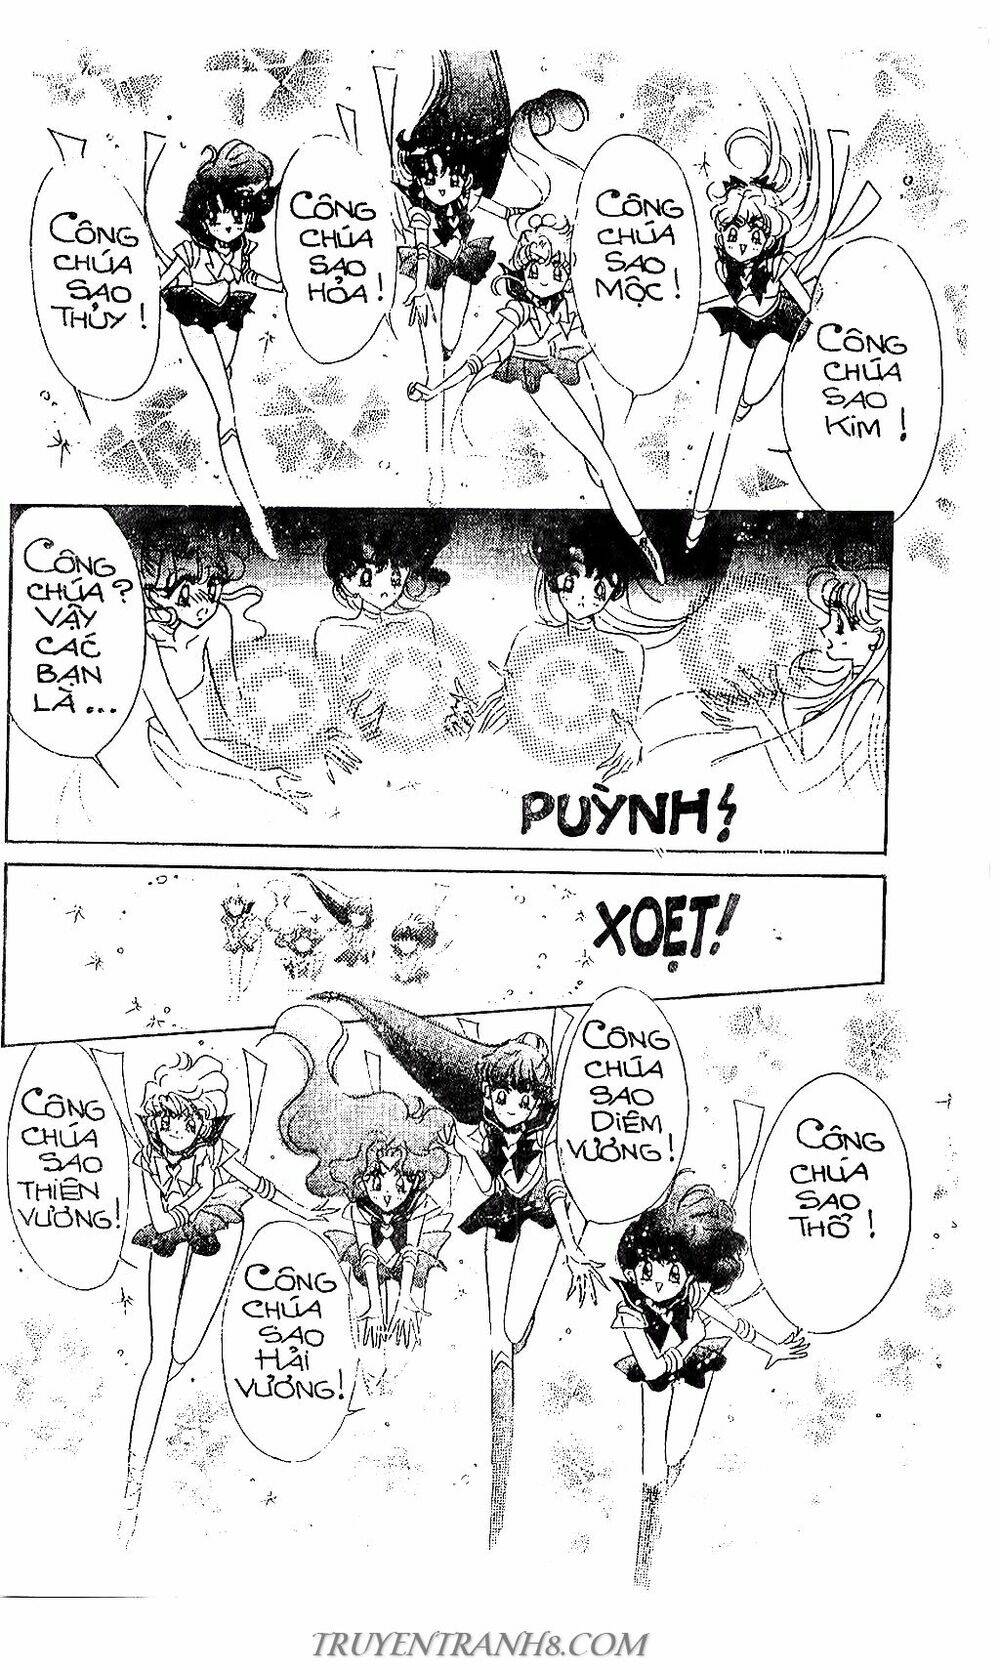 CÔNG
CHÚA
SAO
THỦY !
CÔNG
CHÚA
SAO
HỎA !
CÔNG
CHÚA
SAO
MỘC !
CÔNG
CHÚA
SAO
KIM !
CÔNG
CHÚA ?
VẬY
CÁC
BẠN
LÀ ...
PUỲNH !
XOẸT !
CÔNG
CHÚA
SAO
THIÊN
VƯƠNG !
CÔNG
CHÚA
SAO
HẢI
VƯƠNG !
CÔNG
CHÚA
SAO
DIÊM
VƯƠNG !
CÔNG
CHÚA
SAO
THỔ !
TRUYENTRANH8.COM